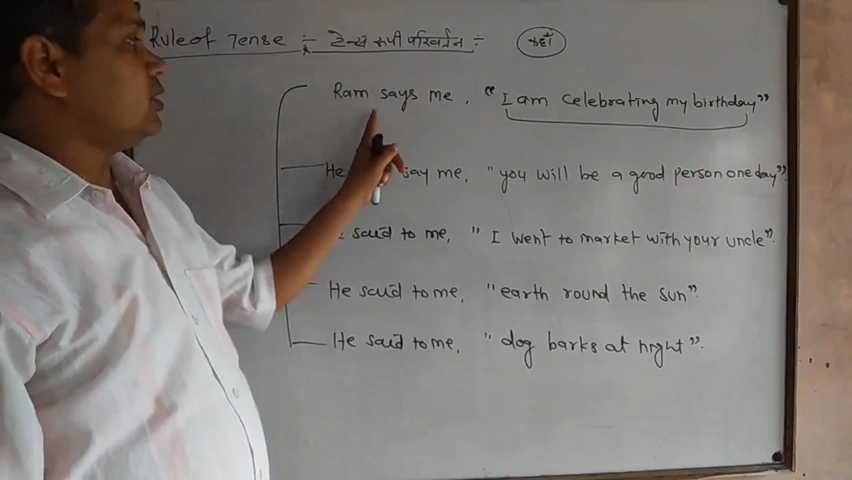 Rule of Tense ÷ टेन्स रूपी परिवर्तन ÷
Ram says me, "I am celebrating my birthday"
He say me, "you will be a good person one day".
said to me, "I went to market with your uncle".
He said to me, "earth round the sun".
He said to me, "dog barks at night".